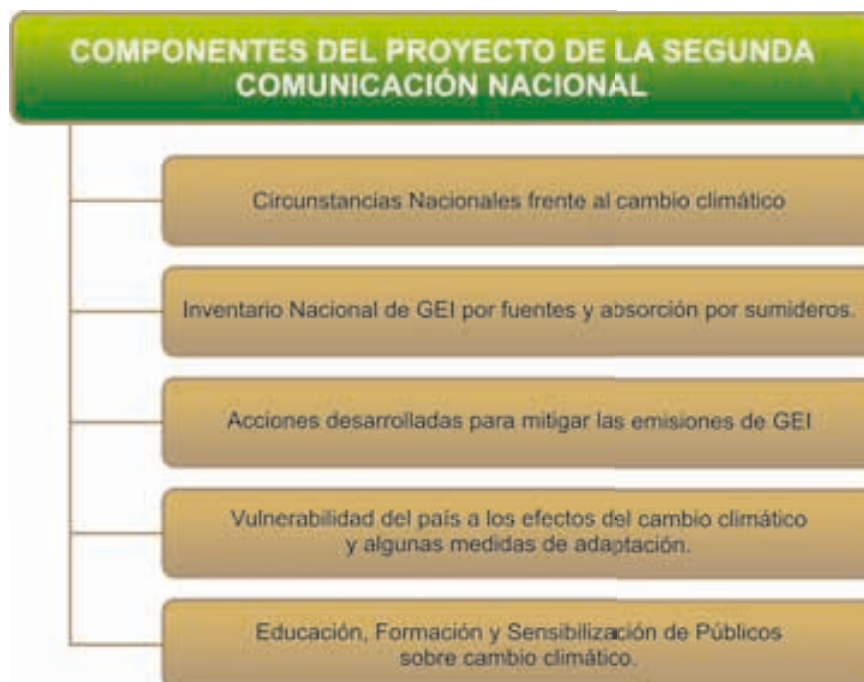 COMPONENTES DEL PROYECTO DE LA SEGUNDA
COMUNICACIÓN NACIONAL
Circunstancias Nacionales frente al cambio climático
Inventario Nacional de GEI por fuentes y absorción por sumideros.
Acciones desarrolladas para mitigar las emisiones de GEI
Vulnerabilidad del país a los efectos del cambio climático
y algunas medidas de adaptación.
Educación, Formación y Sensibilización de Públicos
sobre cambio climático.